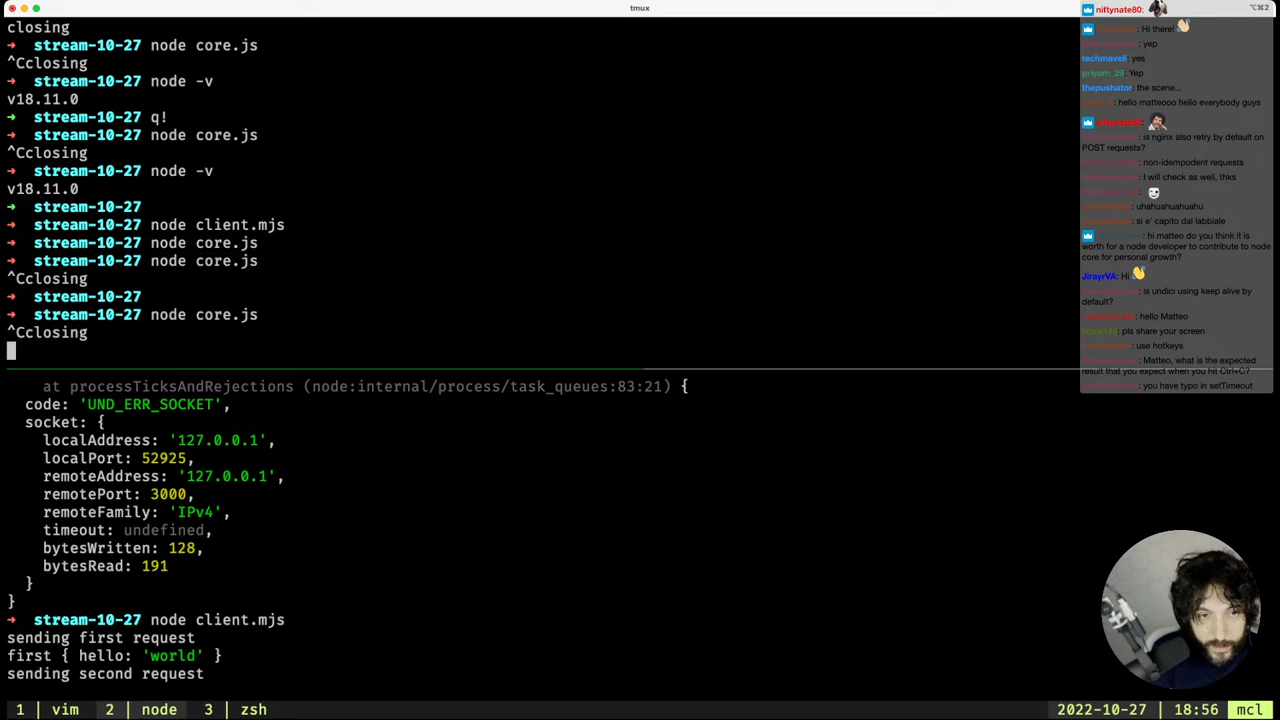 tmux
⌥⌘2
closing
➜ stream-10-27 node core.js
^Cclosing
➜ stream-10-27 node -v
v18.11.0
➜ stream-10-27 q!
➜ stream-10-27 node core.js
^Cclosing
➜ stream-10-27 node -v
v18.11.0
➜ stream-10-27
➜ stream-10-27 node client.mjs
➜ stream-10-27 node core.js
➜ stream-10-27 node core.js
^Cclosing
➜ stream-10-27
➜ stream-10-27 node core.js
^Cclosing
at processTicksAndRejections (node:internal/process/task_queues:83:21) {
code: 'UND_ERR_SOCKET',
socket: {
localAddress: '127.0.0.1',
localPort: 52925,
remoteAddress: '127.0.0.1',
remotePort: 3000,
remoteFamily: 'IPv4',
timeout: undefined,
bytesWritten: 128,
bytesRead: 191
}
}
➜ stream-10-27 node client.mjs
sending first request
first { hello: 'world' }
sending second request
1 | vim 2 | node 3 | zsh 2022-10-27 | 18:56 | mcl
niftynate80:
: Hi there!
: yep
techmaveli: yes
priyam_29: Yep
thepushator: the scene...
: hello matteooo hello everybody guys
niftynate80:
: is nginx also retry by default on
POST requests?
: non-idempodent requests
: I will check as well, thks
: uhahuahuahuahu
: si e' capito dal labbiale
: hi matteo do you think it is
worth for a node developer to contribute to node
core for personal growth?
JirayrVA: Hi
: is undici using keep alive by
default?
: hello Matteo
: pls share your screen
: use hotkeys
: Matteo, what is the expected
result that you expect when you hit Ctrl+C?
: you have typo in setTimeout